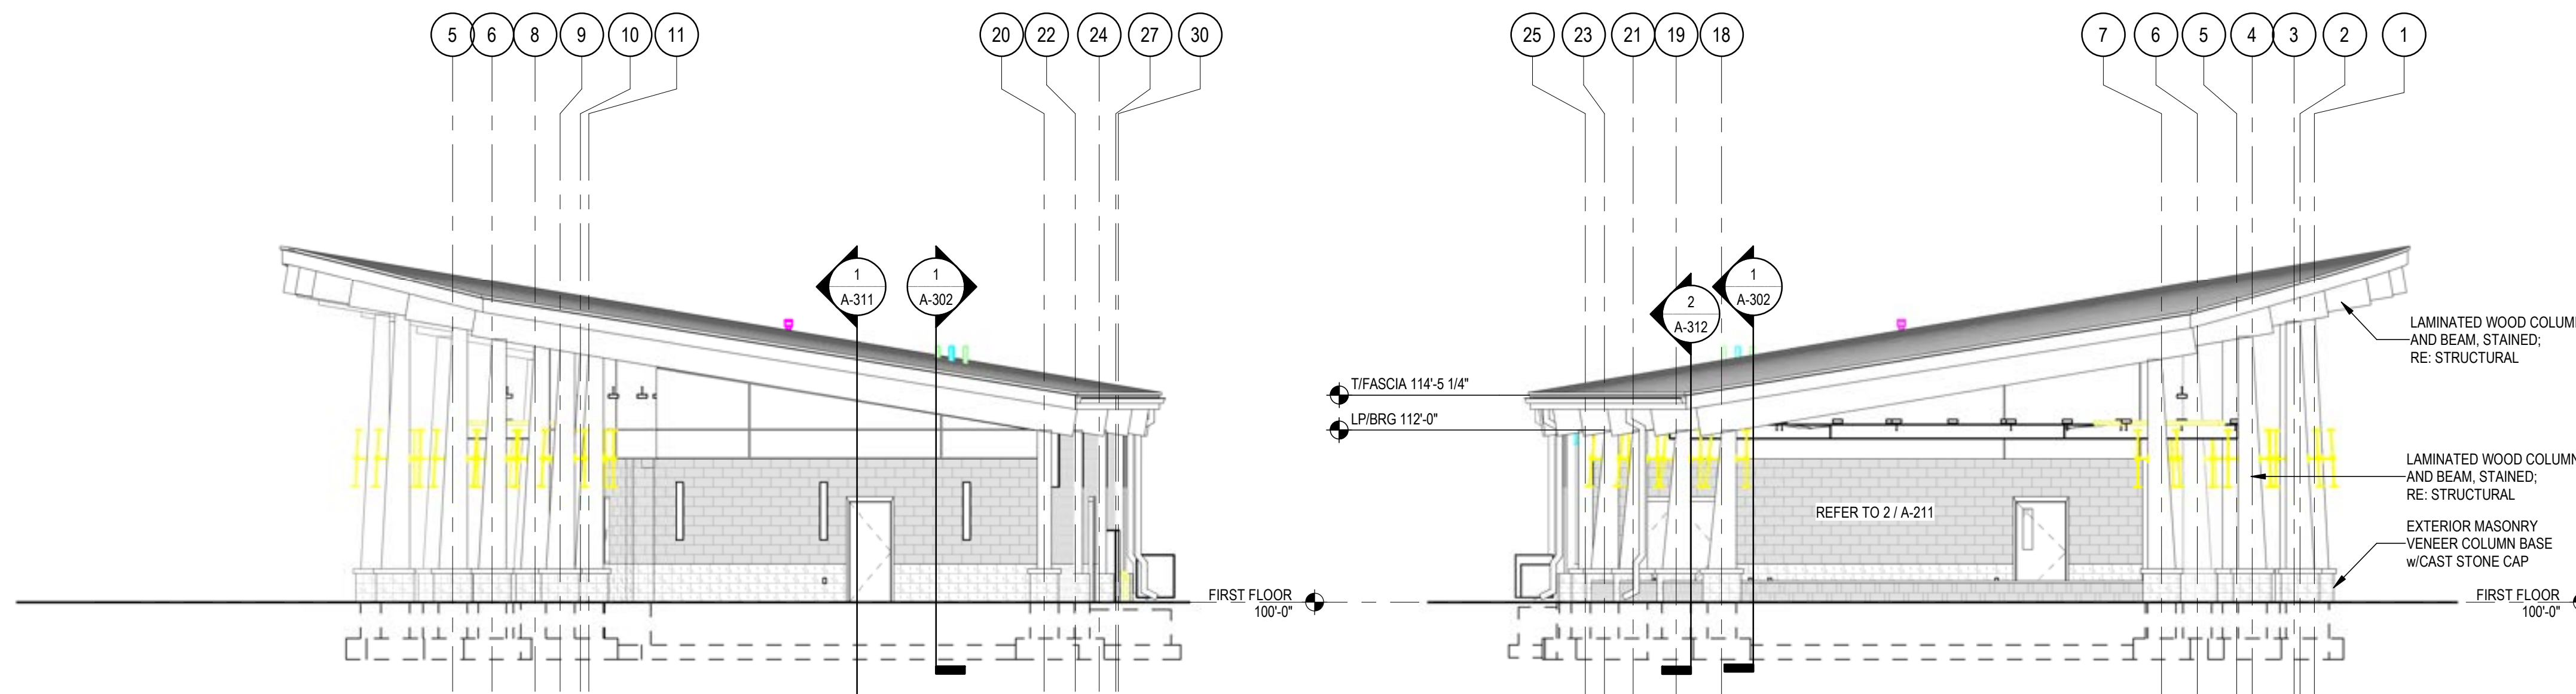 5 6 8 9 10 11 20 22 24 27 30
25 23 21 19 18 7 6 5 4 3 2 1
1
A-311
1
A-302
2
A-312
1
A-302
T/FASCIA 114'-5 1/4"
LP/BRG 112'-0"
LAMINATED WOOD COLUM
AND BEAM, STAINED;
RE: STRUCTURAL
LAMINATED WOOD COLUMN
AND BEAM, STAINED;
RE: STRUCTURAL
REFER TO 2 / A-211
EXTERIOR MASONRY
VENEER COLUMN BASE
w/CAST STONE CAP
FIRST FLOOR
100'-0"
FIRST FLOOR
100'-0"